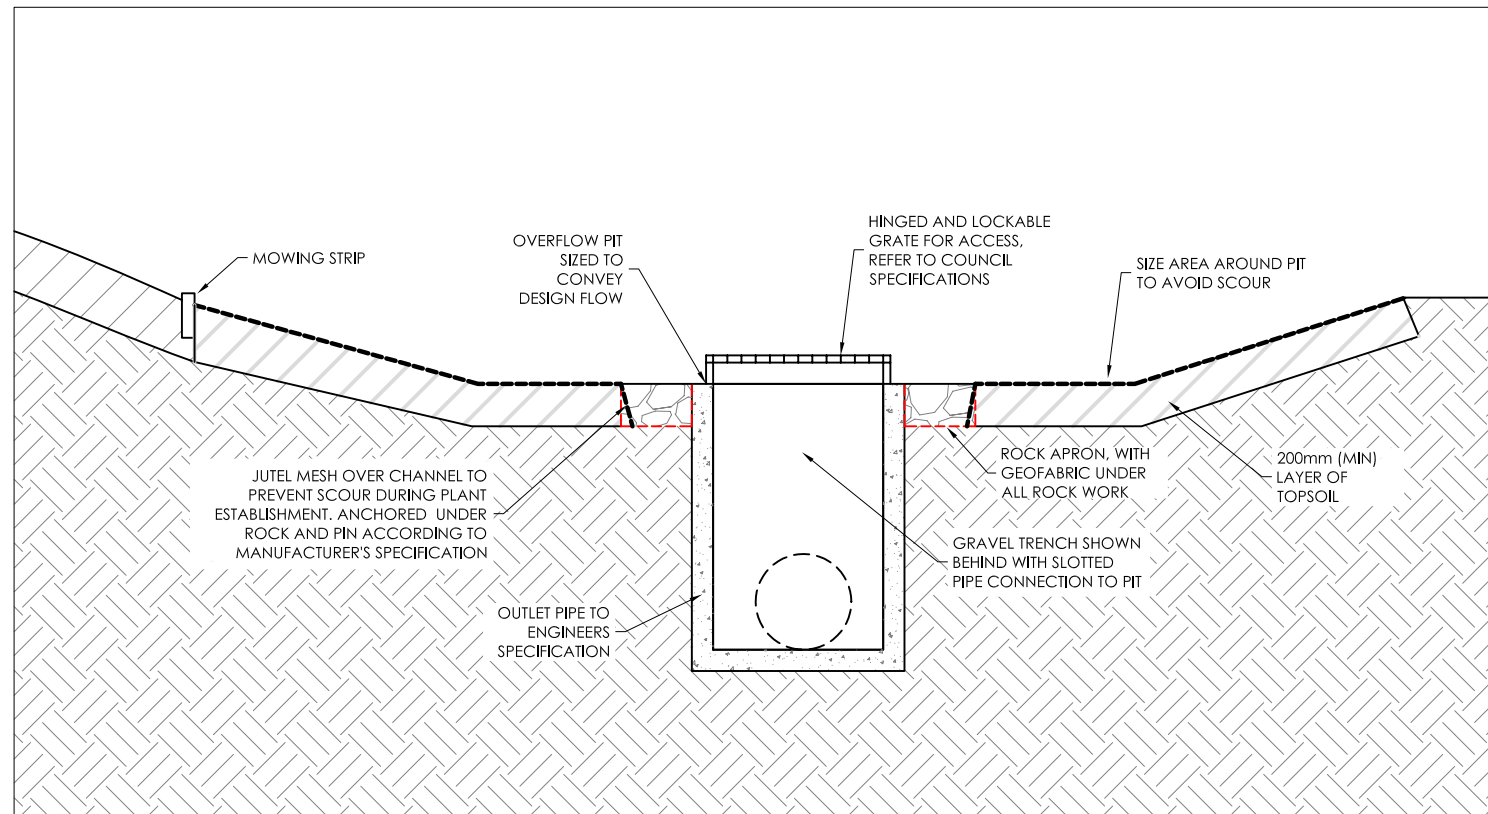 MOWING STRIP
OVERFLOW PIT
SIZED TO
CONVEY
DESIGN FLOW
HINGED AND LOCKABLE
GRATE FOR ACCESS,
REFER TO COUNCIL
SPECIFICATIONS
SIZE AREA AROUND PIT
TO AVOID SCOUR
JUTEL MESH OVER CHANNEL TO
PREVENT SCOUR DURING PLANT
ESTABLISHMENT. ANCHORED UNDER
ROCK AND PIN ACCORDING TO
MANUFACTURER'S SPECIFICATION
ROCK APRON, WITH
GEOFABRIC UNDER
ALL ROCK WORK
200mm (MIN)
LAYER OF
TOPSOIL
GRAVEL TRENCH SHOWN
BEHIND WITH SLOTTED
PIPE CONNECTION TO PIT
OUTLET PIPE TO
ENGINEERS
SPECIFICATION